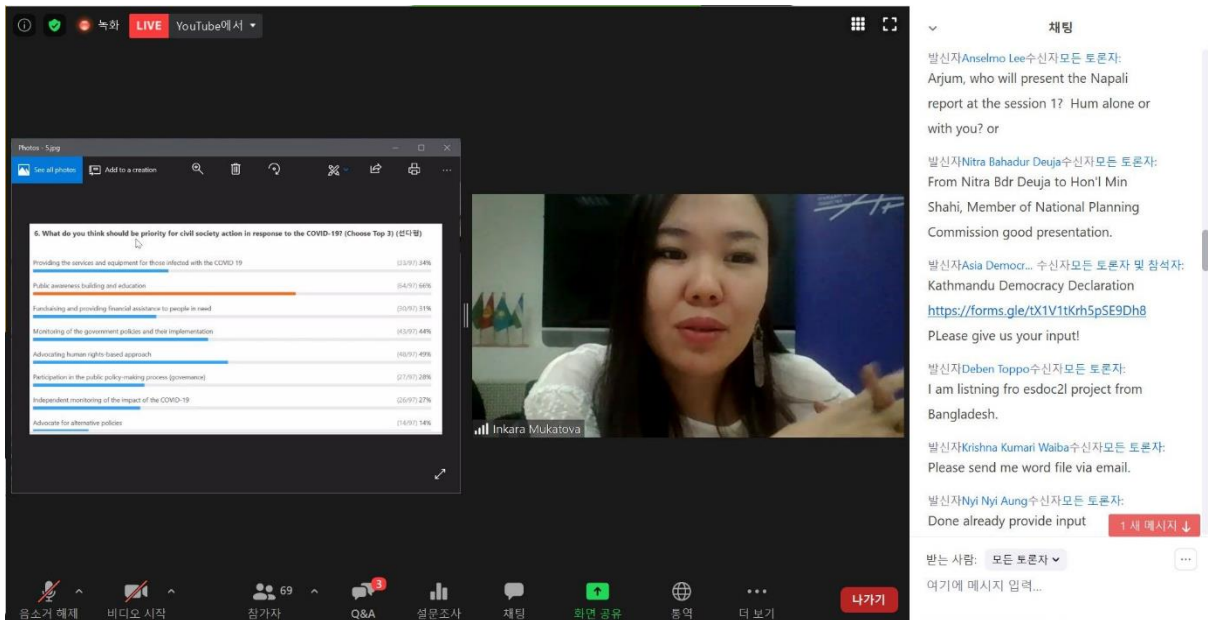 녹화
LIVE
YouTube에서
Photos - 5.jpg
See all photos
Add to a creation
6. What do you think should be priority for civil society action in response to the COVID-19? (Choose Top 3) (선다형)
Providing the services and equipment for those infected with the COVID-19
(33/97) 34%
Public awareness building and education
(64/97) 66%
Fundraising and providing financial assistance to people in need
(30/97) 31%
Monitoring of the government policies and their implementation
(43/97) 44%
Advocating human rights-based approach
(48/97) 49%
Participation in the public policy-making process (governance)
(27/97) 28%
Independent monitoring of the impact of the COVID-19
(26/97) 27%
Advocate for alternative policies
(14/97) 14%
Inkara Mukatova
음소거 해제
비디오 시작
69
참가자
3
Q&A
설문조사
채팅
화면 공유
통역
더 보기
나가기
채팅
발신자Anselmo Lee수신자모든 토론자:
Arjum, who will present the Napali
report at the session 1? Hum alone or
with you? or
발신자Nitra Bahadur Deuja수신자모든 토론자:
From Nitra Bdr Deuja to Hon'l Min
Shahi, Member of National Planning
Commission good presentation.
발신자Asia Democr... 수신자모든 토론자 및 참석자:
Kathmandu Democracy Declaration
https://forms.gle/tX1V1tKrh5pSE9Dh8
PLease give us your input!
발신자Deben Toppo수신자모든 토론자:
I am listning fro esdoc2l project from
Bangladesh.
발신자Krishna Kumari Waiba수신자모든 토론자:
Please send me word file via email.
발신자Nyi Nyi Aung수신자모든 토론자:
Done already provide input
1 새 메시지
받는 사람: 모든 토론자
여기에 메시지 입력...